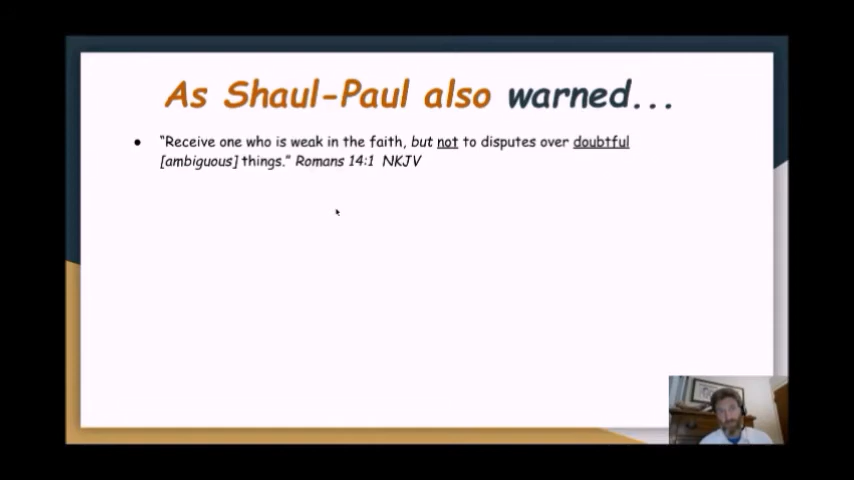 As Shaul-Paul also warned...
● "Receive one who is weak in the faith, but not to disputes over doubtful
[ambiguous] things." Romans 14:1 NKJV